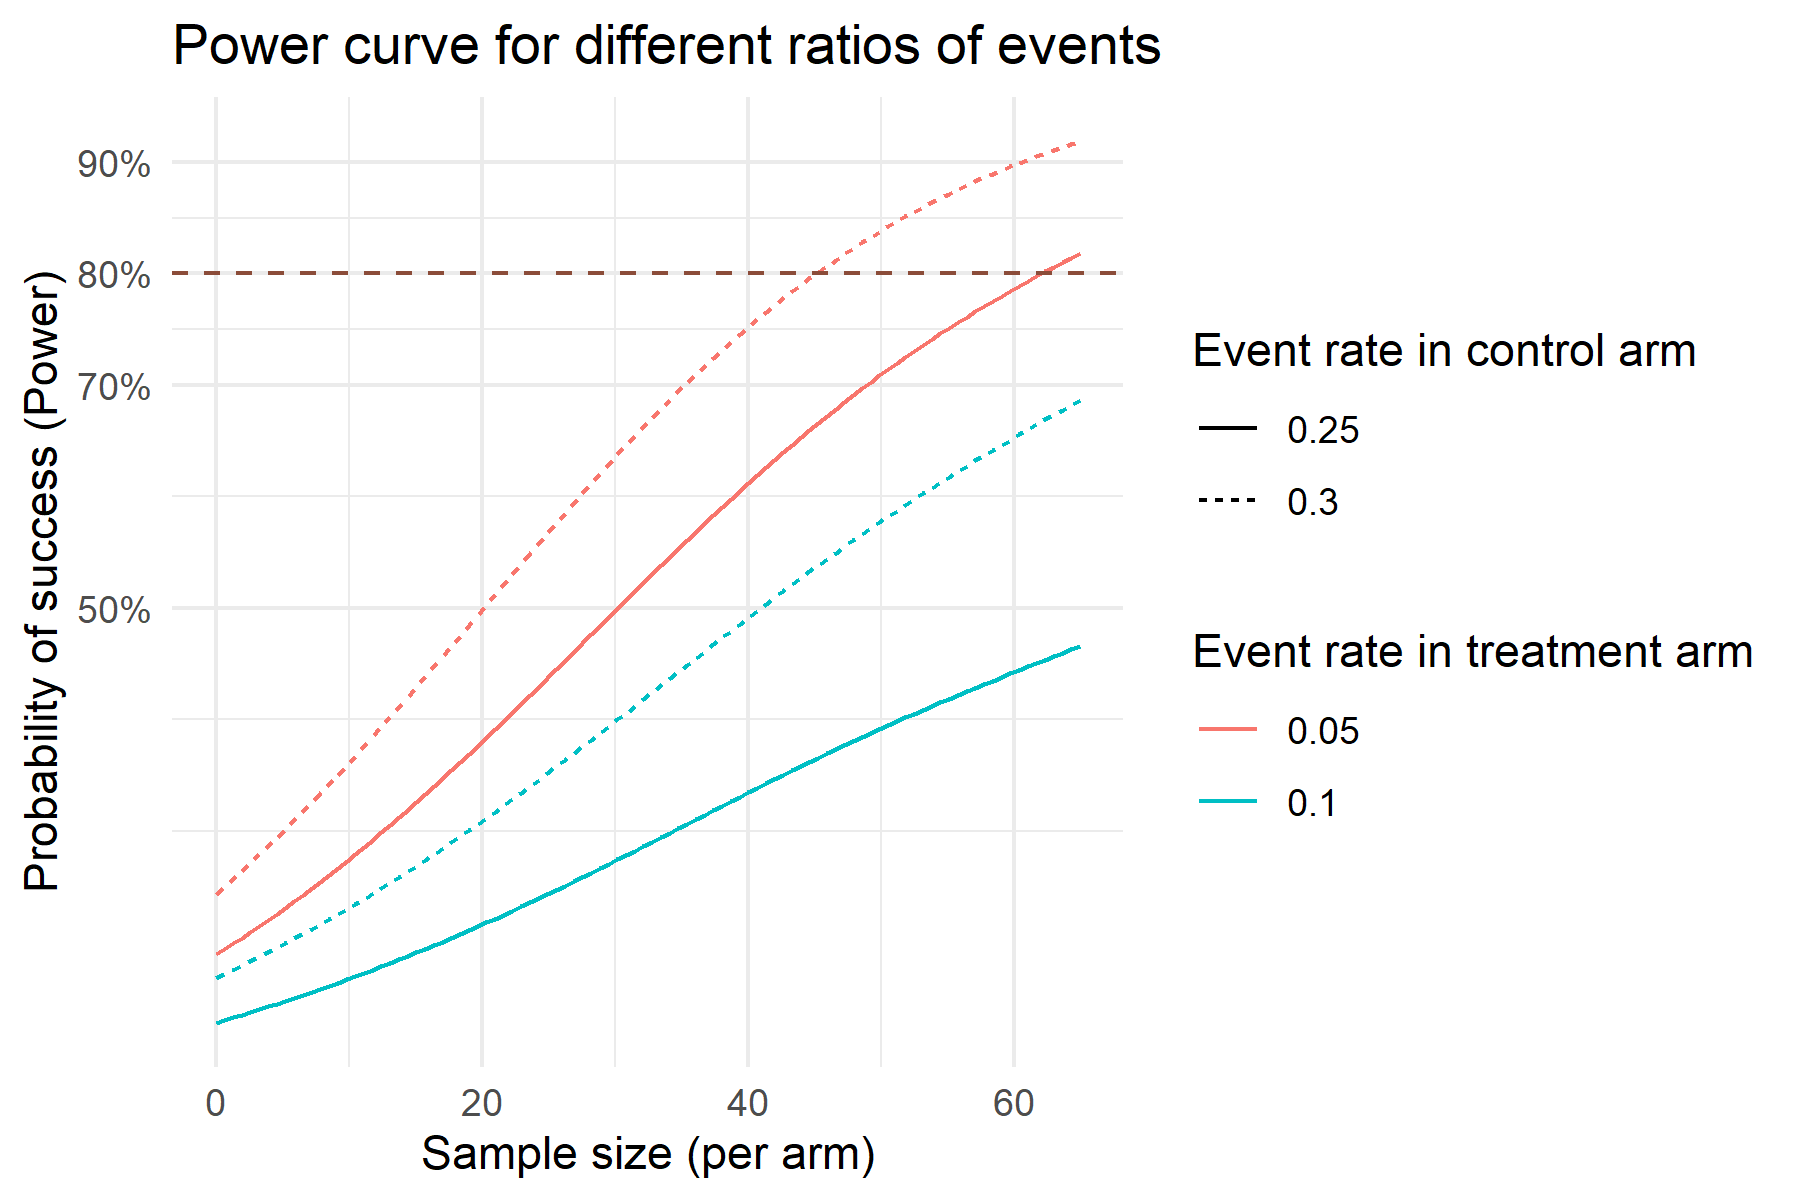 Power curve for different ratios of events
Probability of success (Power)
90%
80%
70%
50%
0
20
40
60
Sample size (per arm)
Event rate in control arm
0.25
0.3
Event rate in treatment arm
0.05
0.1